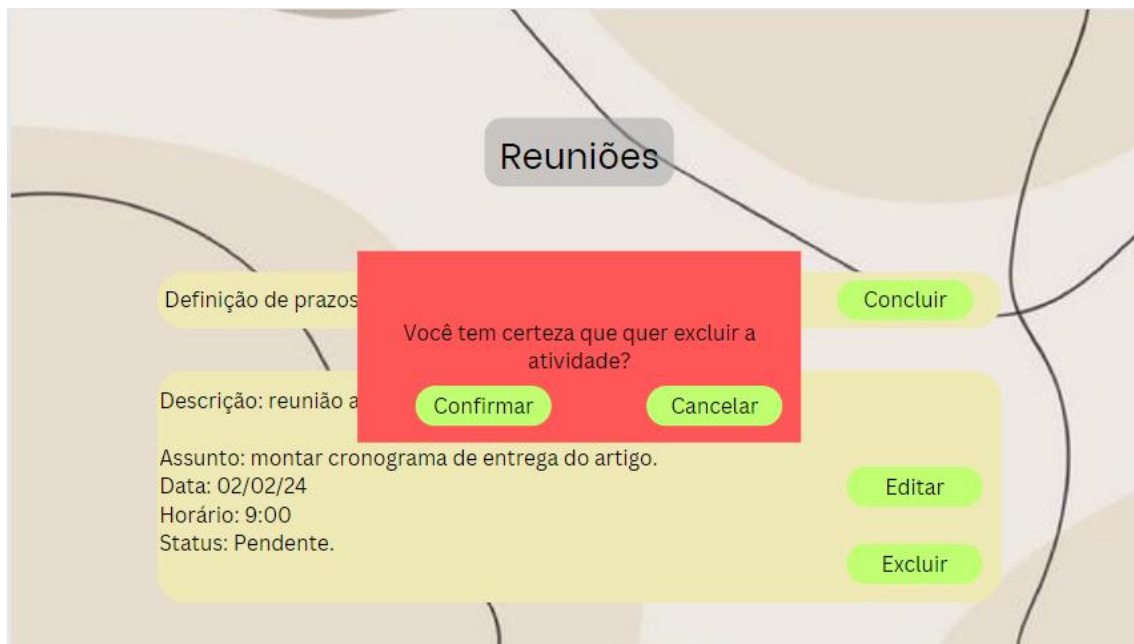 Reuniões
Definição de prazos
Concluir
Você tem certeza que quer excluir a
atividade?
Confirmar
Cancelar
Descrição: reunião a
Assunto: montar cronograma de entrega do artigo.
Data: 02/02/24
Horário: 9:00
Status: Pendente.
Editar
Excluir